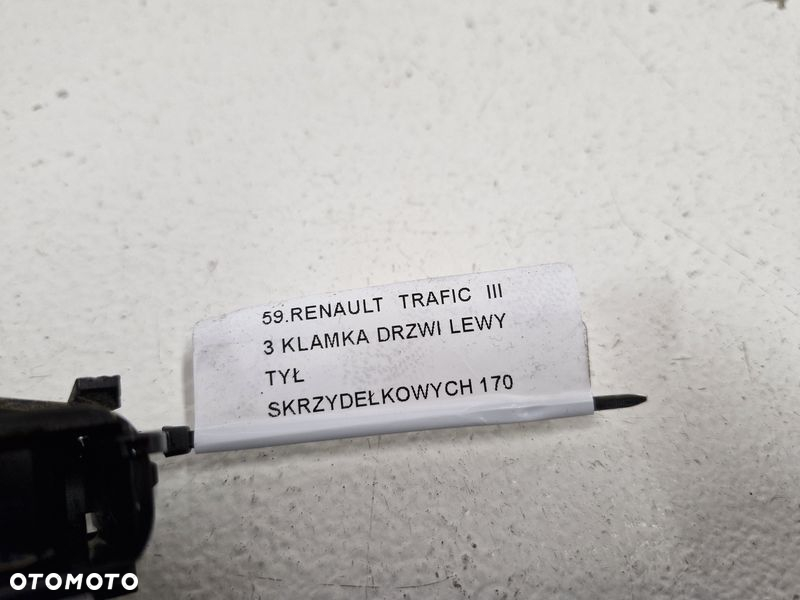 59.RENAULT TRAFIC III
3 KLAMKA DRZWI LEWY
TYŁ
SKRZYDEŁKOWYCH 170
OTOMOTO